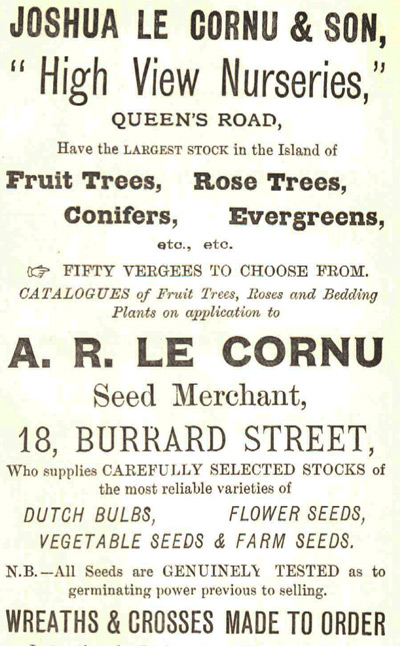 JOSHUA LE CORNU & SON,
"High View Nurseries,"
QUEEN'S ROAD,
Have the LARGEST STOCK in the Island of
Fruit Trees, Rose Trees,
Conifers, Evergreens,
etc., etc.
☞ FIFTY VERGEES TO CHOOSE FROM.
CATALOGUES of Fruit Trees, Roses and Bedding
Plants on application to
A. R. LE CORNU
Seed Merchant,
18, BURRARD STREET,
Who supplies CAREFULLY SELECTED STOCKS of
the most reliable varieties of
DUTCH BULBS, FLOWER SEEDS,
VEGETABLE SEEDS & FARM SEEDS.
N.B.—All Seeds are GENUINELY TESTED as to
germinating power previous to selling.
WREATHS & CROSSES MADE TO ORDER